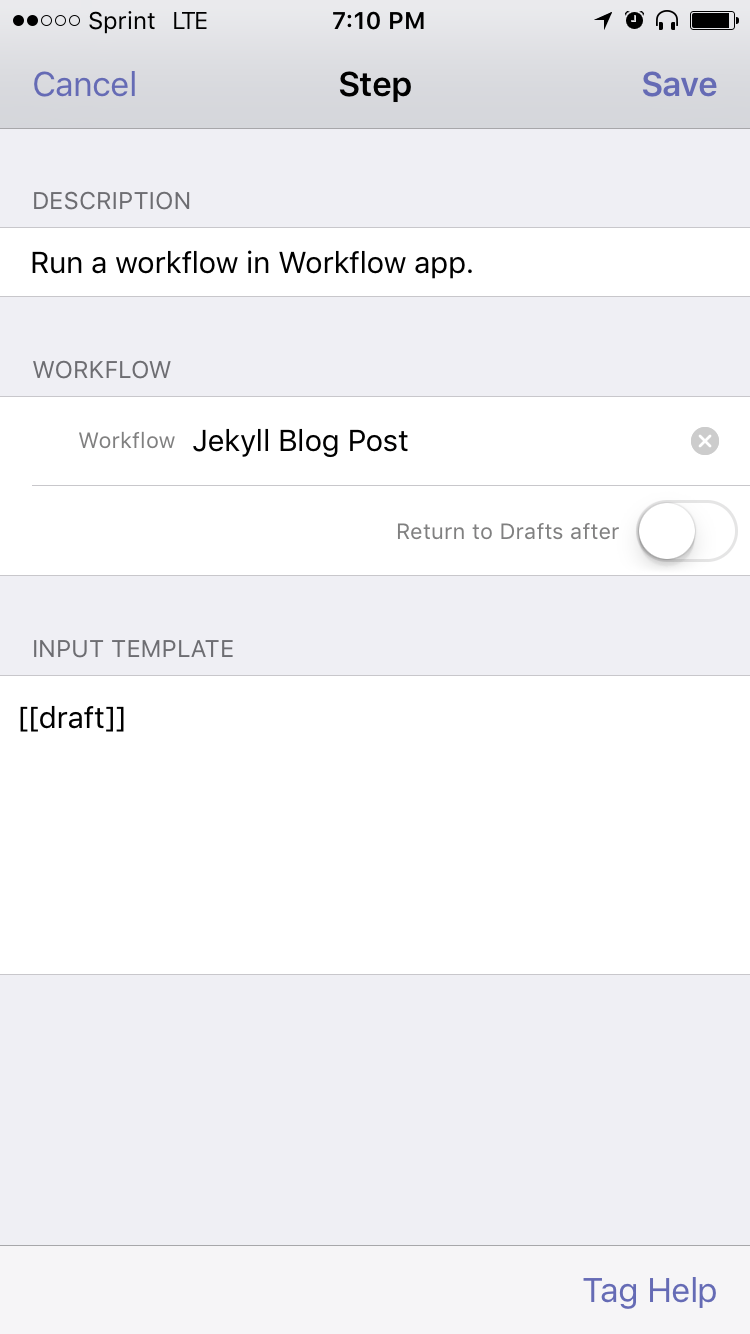 Sprint LTE 7:10 PM
Cancel Step Save
DESCRIPTION
Run a workflow in Workflow app.
WORKFLOW
Workflow Jekyll Blog Post
Return to Drafts after
INPUT TEMPLATE
[[draft]]
Tag Help